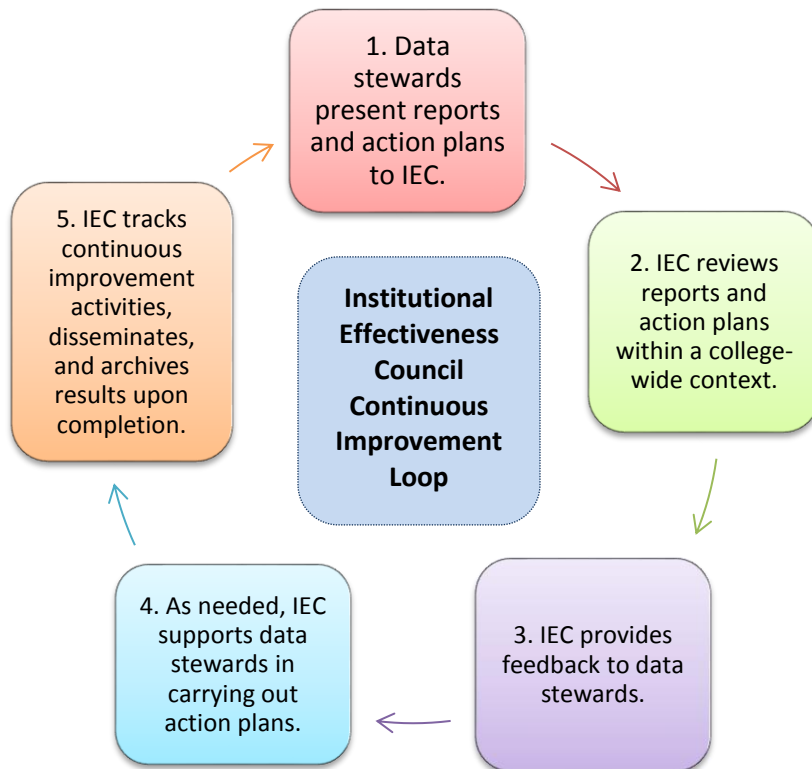 1. Data
stewards
present reports
and action plans
to IEC.
2. IEC reviews
reports and
action plans
within a college-
wide context.
3. IEC provides
feedback to data
stewards.
4. As needed, IEC
supports data
stewards in
carrying out
action plans.
5. IEC tracks
continuous
improvement
activities,
disseminates,
and archives
results upon
completion.
Institutional
Effectiveness
Council
Continuous
Improvement
Loop